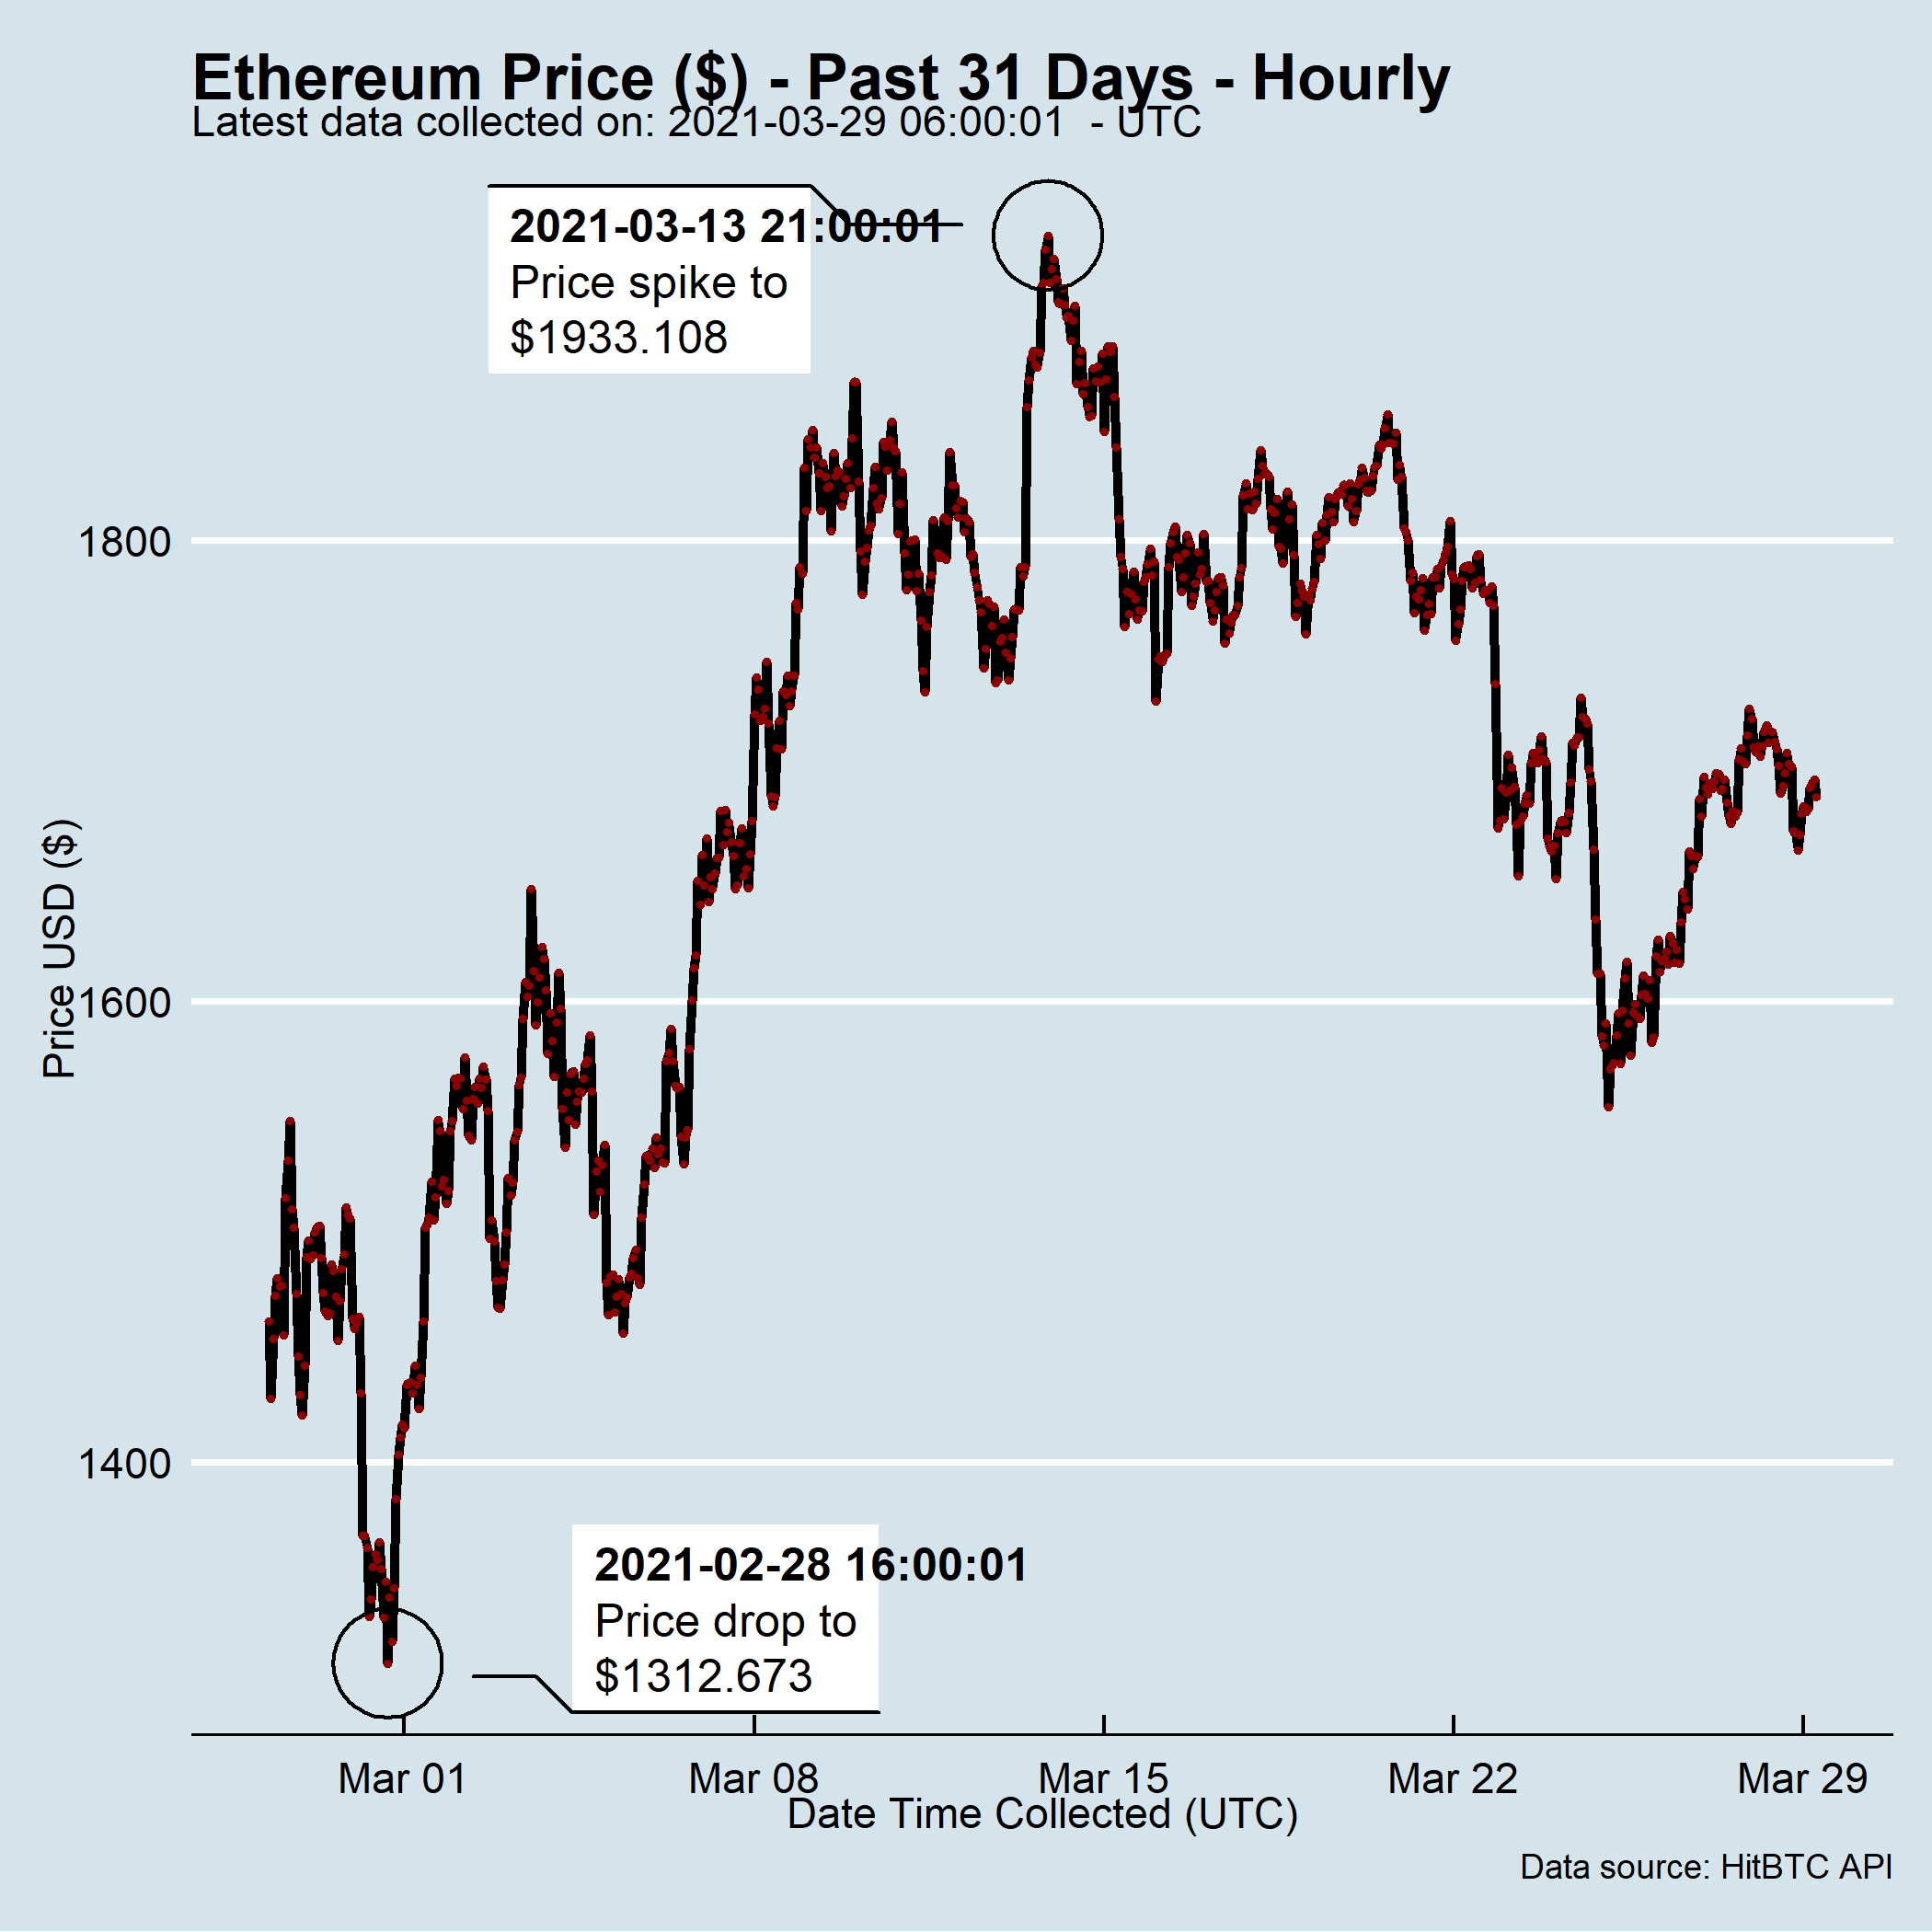 Ethereum Price ($) - Past 31 Days - Hourly
Latest data collected on: 2021-03-29 06:00:01  - UTC
2021-03-13 21:00:01
Price spike to
$1933.108
1800
1600
1400
Price USD ($)
2021-02-28 16:00:01
Price drop to
$1312.673
Mar 01 Mar 08 Mar 15 Mar 22 Mar 29
Date Time Collected (UTC)
Data source: HitBTC API